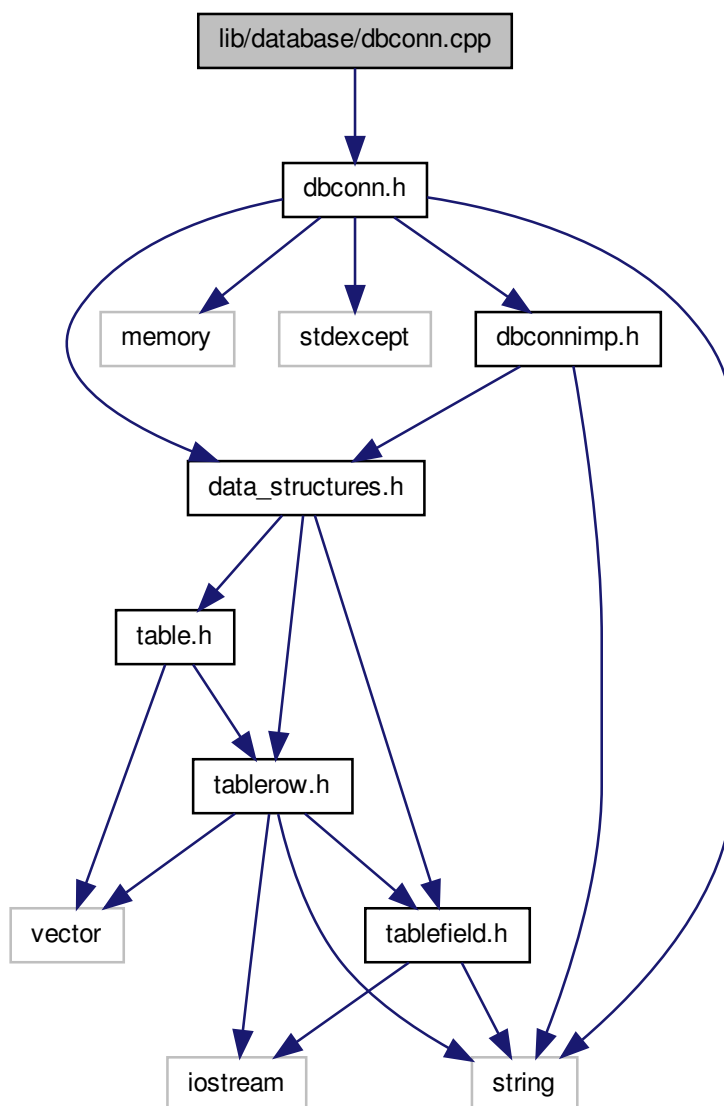 lib/database/dbconn.cpp
dbconn.h
memory
stdexcept
dbconnimp.h
data_structures.h
table.h
tablerow.h
vector
tablefield.h
iostream
string